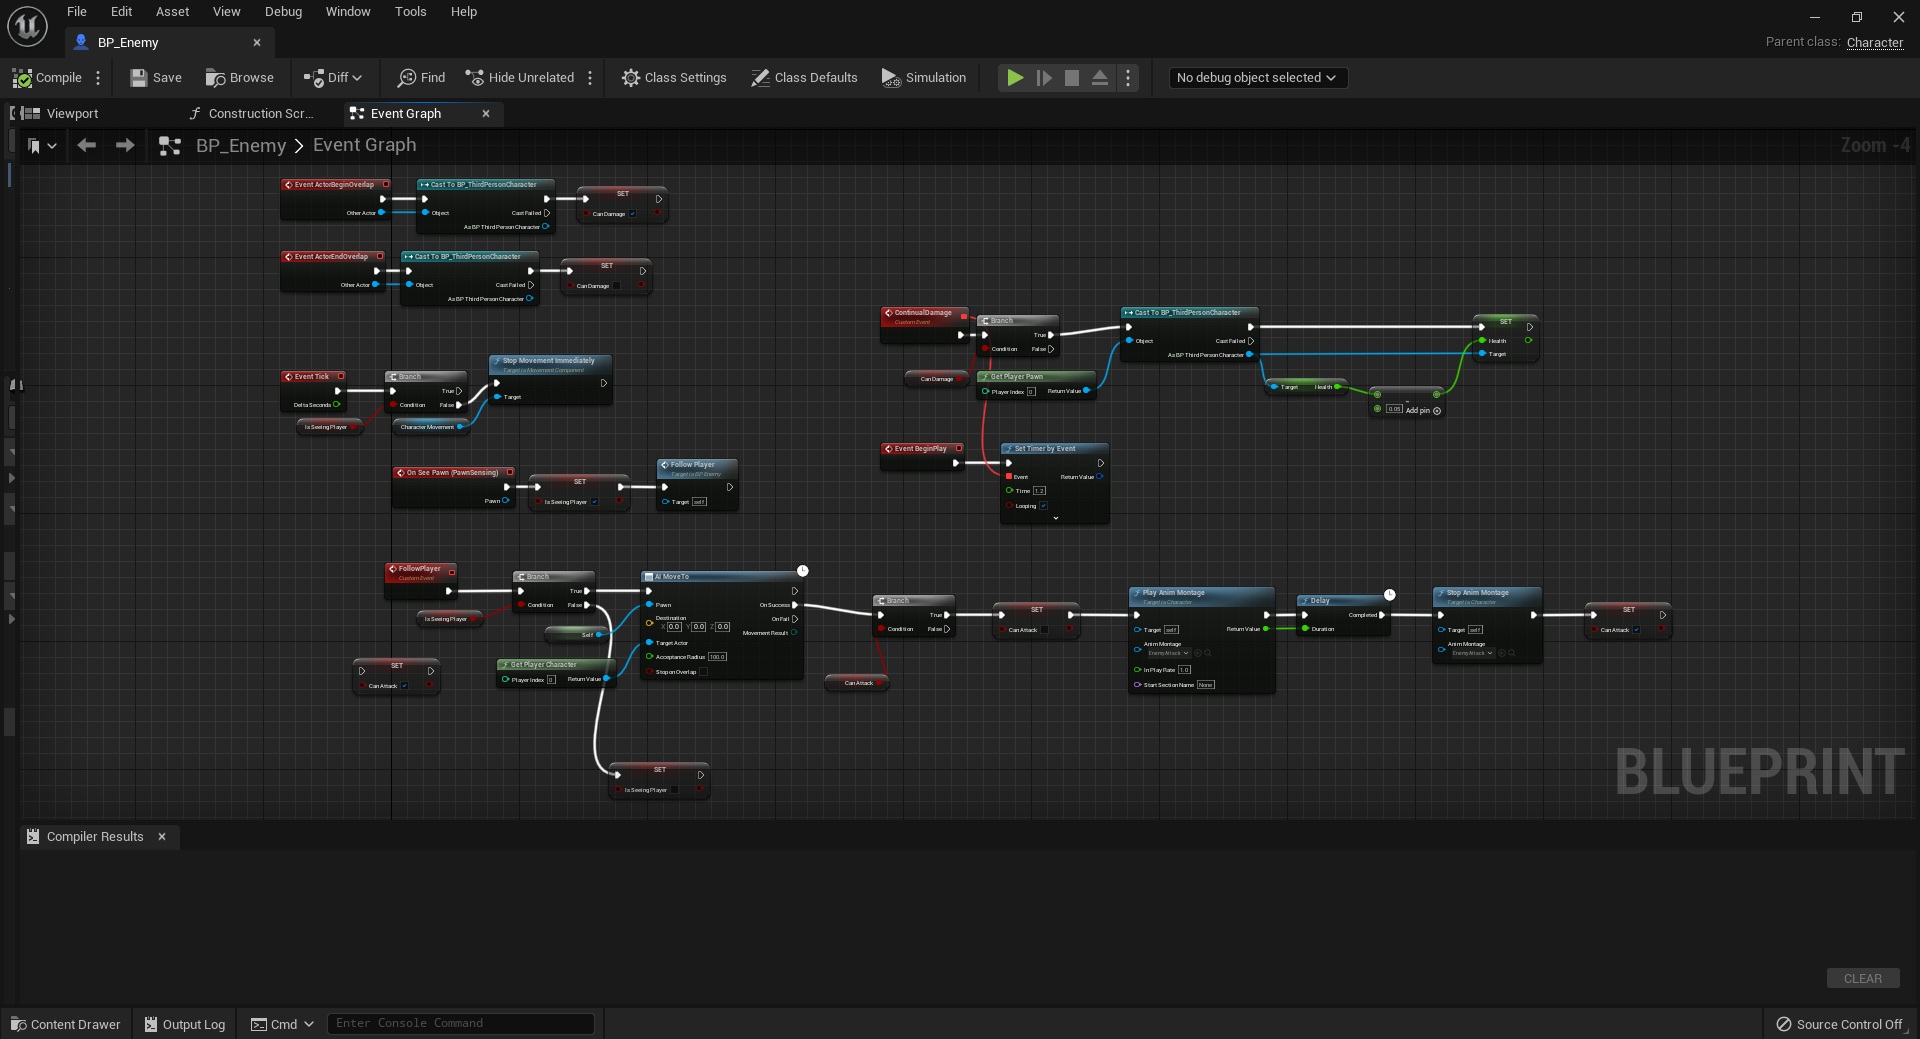 File Edit Asset View Debug Window Tools Help
BP_Enemy
Parent class: Character
Compile Save Browse Diff Find Hide Unrelated Class Settings Class Defaults Simulation No debug object selected
Viewport Construction Scr... Event Graph
BP_Enemy > Event Graph
Zoom -4
Event ActorBeginOverlap
Other Actor
Cast To BP_ThirdPersonCharacter
Object Cast Failed
As BP Third Person Character
SET
Can Damage
Event ActorEndOverlap
Other Actor
Cast To BP_ThirdPersonCharacter
Object Cast Failed
As BP Third Person Character
SET
Can Damage
ContinualDamage
Custom Event
Branch
True
Condition False
Can Damage
Get Player Pawn
Player Index 0 Return Value
Cast To BP_ThirdPersonCharacter
Object Cast Failed
As BP Third Person Character
Target Health
-
0.05 Add pin
SET
Health
Target
Event Tick
Delta Seconds
Is Seeing Player
Branch
True
Condition False
Character Movement
Stop Movement Immediately
Target is Movement Component
Target
Event BeginPlay
Set Timer by Event
Event Return Value
Time 1.2
Looping
On See Pawn (PawnSensing)
Pawn
SET
Is Seeing Player
Follow Player
Target is BP Enemy
Target self
FollowPlayer
Custom Event
Is Seeing Player
Branch
True
Condition False
Self
Get Player Character
Player Index 0 Return Value
SET
Can Attack
AI MoveTo
Pawn On Success
Destination On Fail
X 0.0 Y 0.0 Z 0.0
Movement Result
Target Actor
Acceptance Radius 100.0
Stop on Overlap
SET
Is Seeing Player
Branch
True
Condition False
Can Attack
SET
Can Attack
Play Anim Montage
Target is Character
Target self Return Value
Anim Montage
EnemyAttack
In Play Rate 1.0
Start Section Name None
Delay
Completed
Duration
Stop Anim Montage
Target is Character
Target self
Anim Montage
EnemyAttack
SET
Can Attack
BLUEPRINT
Compiler Results
CLEAR
Content Drawer Output Log Cmd Enter Console Command Source Control Off